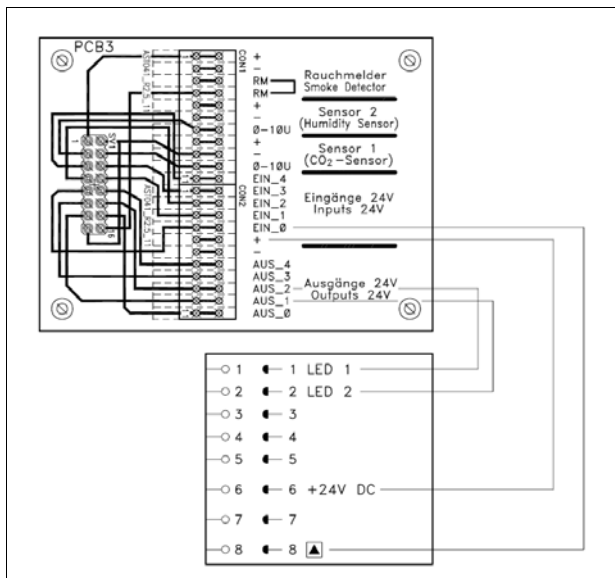 PCB3
CON1
+
-
RM
RM
Rauchmelder
Smoke Detector
+
-
0-10U
Sensor 2
(Humidity Sensor)
+
-
0-10U
Sensor 1
(CO₂-Sensor)
SV1
1
CON2
EIN_4
EIN_3
EIN_2
EIN_1
EIN_0
Eingänge 24V
Inputs 24V
+
-
AUS_4
AUS_3
AUS_2
AUS_1
AUS_0
Ausgänge 24V
Outputs 24V
1 1 LED 1
2 2 LED 2
3 3
4 4
5 5
6 6 +24V DC
7 7
8 8